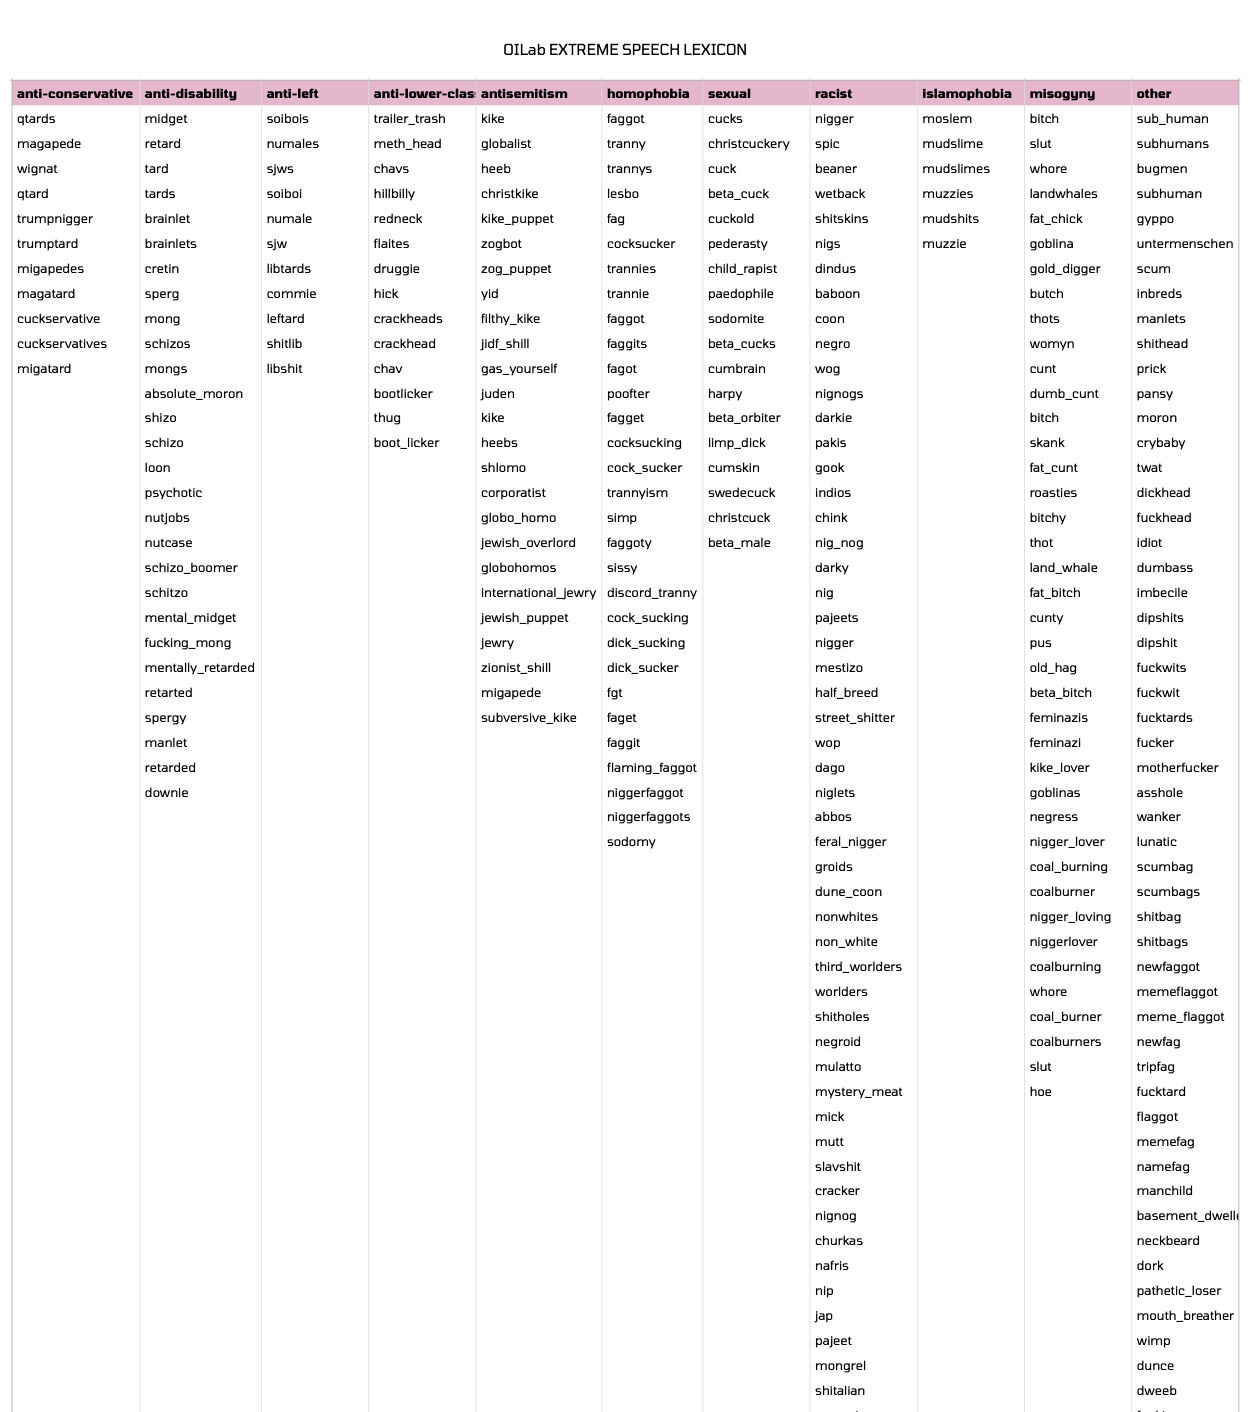 OILab EXTREME SPEECH LEXICON
anti-conservative anti-disability anti-left anti-lower-clas antisemitism homophobia sexual racist islamophobia misogyny other
qtards midget soibois trailer_trash kike faggot cucks nigger moslem bitch sub_human
magapede retard numales meth_head globalist tranny christcuckery spic mudslime slut subhumans
wignat tard sjws chavs heeb trannys cuck beaner mudslimes whore bugmen
qtard tards soiboi hillbilly christkike lesbo beta_cuck wetback muzzies landwhales subhuman
trumpnigger brainlet numale redneck kike_puppet fag cuckold shitskins mudshits fat_chick gyppo
trumptard brainlets sjw flaites zogbot cocksucker pederasty nigs muzzie goblina untermenschen
migapedes cretin libtards druggie zog_puppet trannies child_rapist dindus gold_digger scum
magatard sperg commie hick yid trannie paedophile baboon butch inbreds
cuckservative mong leftard crackheads filthy_kike faggot sodomite coon thots manlets
cuckservatives schizos shitlib crackhead jidf_shill faggits beta_cucks negro womyn shithead
migatard mongs libshit chav gas_yourself fagot cumbrain wog cunt prick
absolute_moron bootlicker juden poofter harpy nignogs dumb_cunt pansy
shizo thug kike fagget beta_orbiter darkie bitch moron
schizo boot_licker heebs cocksucking limp_dick pakis skank crybaby
loon shlomo cock_sucker cumskin gook fat_cunt twat
psychotic corporatist trannyism swedecuck indios roasties dickhead
nutjobs globo_homo simp christcuck chink bitchy fuckhead
nutcase jewish_overlord faggoty beta_male nig_nog thot idiot
schizo_boomer globohomos sissy darky land_whale dumbass
schitzo international_jewry discord_tranny nig fat_bitch imbecile
mental_midget jewish_puppet cock_sucking pajeets cunty dipshits
fucking_mong jewry dick_sucking nigger pus dipshit
mentally_retarded zionist_shill dick_sucker mestizo old_hag fuckwits
retarted migapede fgt half_breed beta_bitch fuckwit
spergy subversive_kike faget street_shitter feminazis fucktards
manlet faggit wop feminazi fucker
retarded flaming_faggot dago kike_lover motherfucker
downie niggerfaggot niglets goblinas asshole
niggerfaggots abbos negress wanker
sodomy feral_nigger nigger_lover lunatic
groids coal_burning scumbag
dune_coon coalburner scumbags
nonwhites nigger_loving shitbag
non_white niggerlover shitbags
third_worlders coalburning newfaggot
worlders whore memeflaggot
shitholes coal_burner meme_flaggot
negroid coalburners newfag
mulatto slut tripfag
mystery_meat hoe fucktard
mick flaggot
mutt memefag
slavshit namefag
cracker manchild
nignog basement_dwell
churkas neckbeard
nafris dork
nip pathetic_loser
jap mouth_breather
pajeet wimp
mongrel dunce
shitalian dweeb